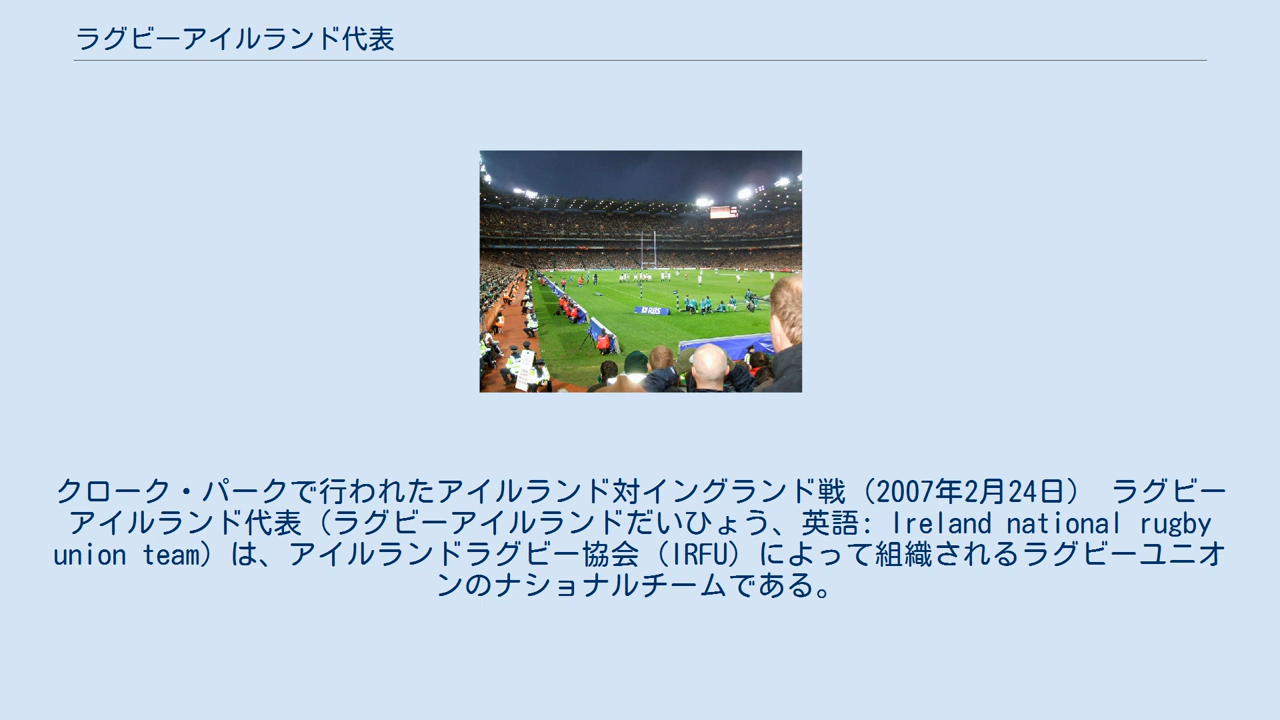 ラグビーアイルランド代表
RBS
クローク・パークで行われたアイルランド対イングランド戦（2007年2月24日） ラグビー
アイルランド代表（ラグビーアイルランドだいひょう、英語: Ireland national rugby
union team）は、アイルランドラグビー協会（IRFU）によって組織されるラグビーユニオ
ンのナショナルチームである。